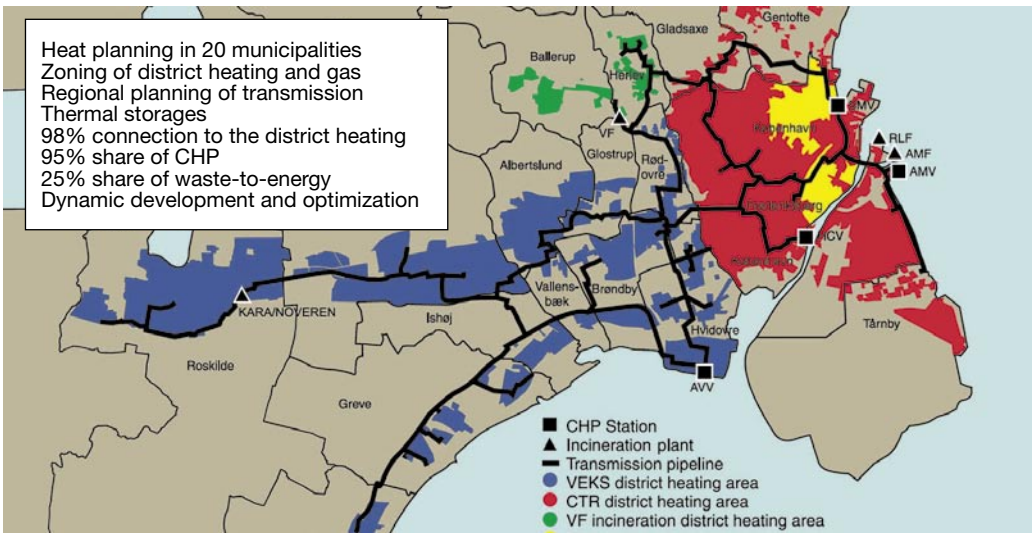 Heat planning in 20 municipalities
Zoning of district heating and gas
Regional planning of transmission
Thermal storages
98% connection to the district heating
95% share of CHP
25% share of waste-to-energy
Dynamic development and optimization
Gentofte
Gladsaxe
Ballerup
Herlev
SMV
VF
København
RLF
AMF
AMV
Glostrup
Rød-
ovre
Albertslund
Frederiksberg
HCV
KARA/NOVEREN
Vallens-
bæk
Brøndby
Ishøj
Hvidovre
Tårnby
Roskilde
AVV
Greve
CHP Station
Incineration plant
Transmission pipeline
VEKS district heating area
CTR district heating area
VF incineration district heating area